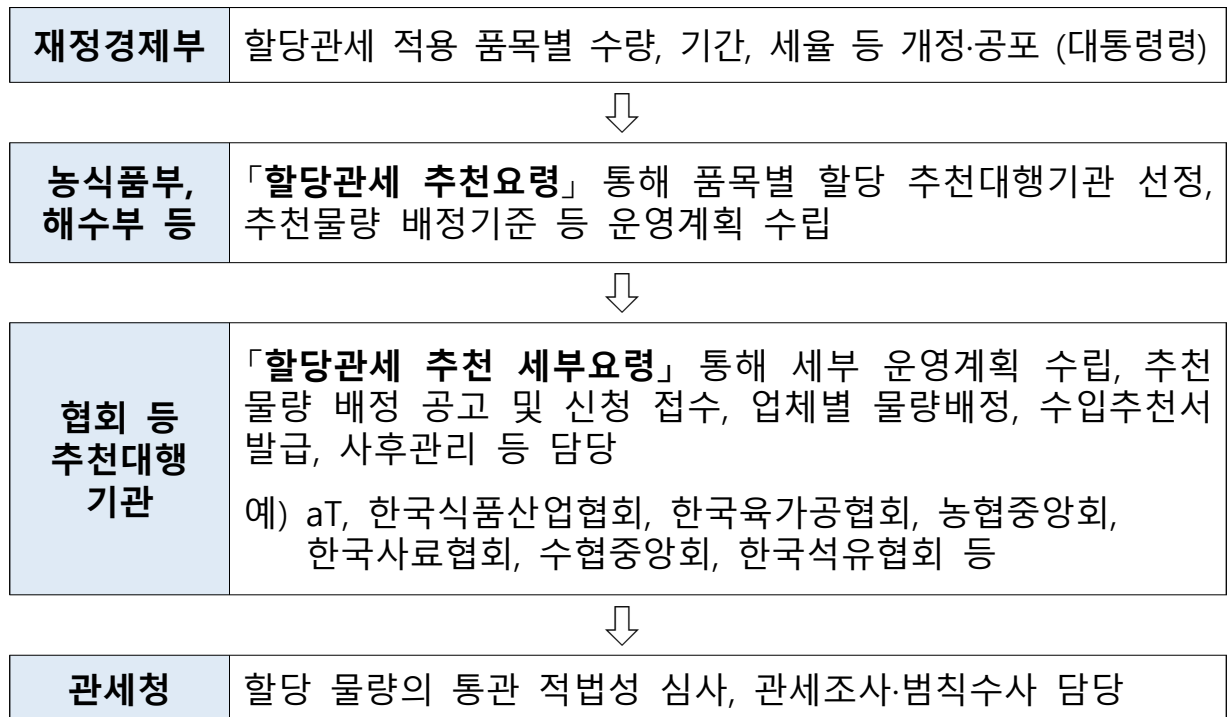 재정경제부
할당관세 적용 품목별 수량, 기간, 세율 등 개정·공포 (대통령령)
⇩
농식품부,
해수부 등
「할당관세 추천요령」 통해 품목별 할당 추천대행기관 선정,
추천물량 배정기준 등 운영계획 수립
⇩
협회 등
추천대행
기관
「할당관세 추천 세부요령」 통해 세부 운영계획 수립, 추천
물량 배정 공고 및 신청 접수, 업체별 물량배정, 수입추천서
발급, 사후관리 등 담당
예) aT, 한국식품산업협회, 한국육가공협회, 농협중앙회,
한국사료협회, 수협중앙회, 한국석유협회 등
⇩
관세청
할당 물량의 통관 적법성 심사, 관세조사·범칙수사 담당